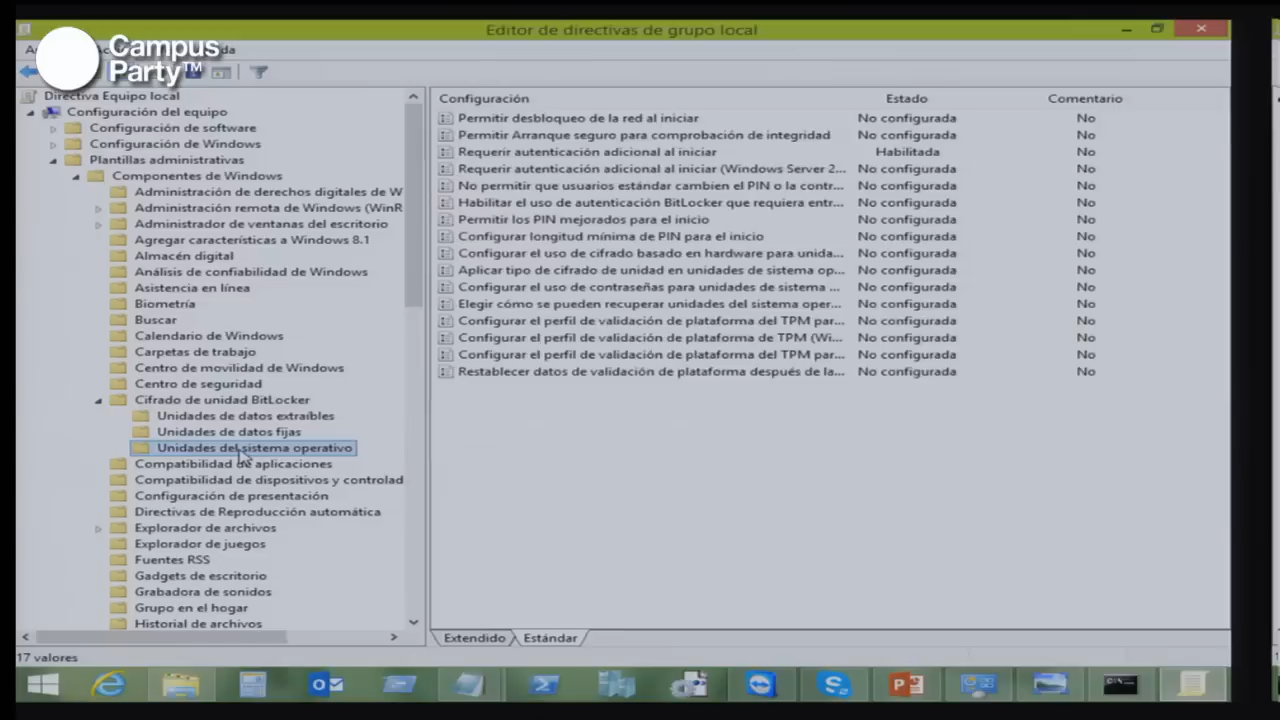 Editor de directivas de grupo local
Campus
Party™
Directiva Equipo local
Configuración del equipo
Configuración de software
Configuración de Windows
Plantillas administrativas
Componentes de Windows
Administración de derechos digitales de W
Administración remota de Windows (WinR
Administrador de ventanas del escritorio
Agregar características a Windows 8.1
Almacén digital
Análisis de confiabilidad de Windows
Asistencia en línea
Biometría
Buscar
Calendario de Windows
Carpetas de trabajo
Centro de movilidad de Windows
Centro de seguridad
Cifrado de unidad BitLocker
Unidades de datos extraíbles
Unidades de datos fijas
Unidades del sistema operativo
Compatibilidad de aplicaciones
Compatibilidad de dispositivos y controlad
Configuración de presentación
Directivas de Reproducción automática
Explorador de archivos
Explorador de juegos
Fuentes RSS
Gadgets de escritorio
Grabadora de sonidos
Grupo en el hogar
Historial de archivos
Configuración Estado Comentario
Permitir desbloqueo de la red al iniciar No configurada No
Permitir Arranque seguro para comprobación de integridad No configurada No
Requerir autenticación adicional al iniciar Habilitada No
Requerir autenticación adicional al iniciar (Windows Server 2... No configurada No
No permitir que usuarios estándar cambien el PIN o la contr... No configurada No
Habilitar el uso de autenticación BitLocker que requiera entr... No configurada No
Permitir los PIN mejorados para el inicio No configurada No
Configurar longitud mínima de PIN para el inicio No configurada No
Configurar el uso de cifrado basado en hardware para unida... No configurada No
Aplicar tipo de cifrado de unidad en unidades de sistema op... No configurada No
Configurar el uso de contraseñas para unidades de sistema ... No configurada No
Elegir cómo se pueden recuperar unidades del sistema oper... No configurada No
Configurar el perfil de validación de plataforma del TPM par... No configurada No
Configurar el perfil de validación de plataforma de TPM (Wi... No configurada No
Configurar el perfil de validación de plataforma del TPM par... No configurada No
Restablecer datos de validación de plataforma después de la... No configurada No
Extendido Estándar
17 valores